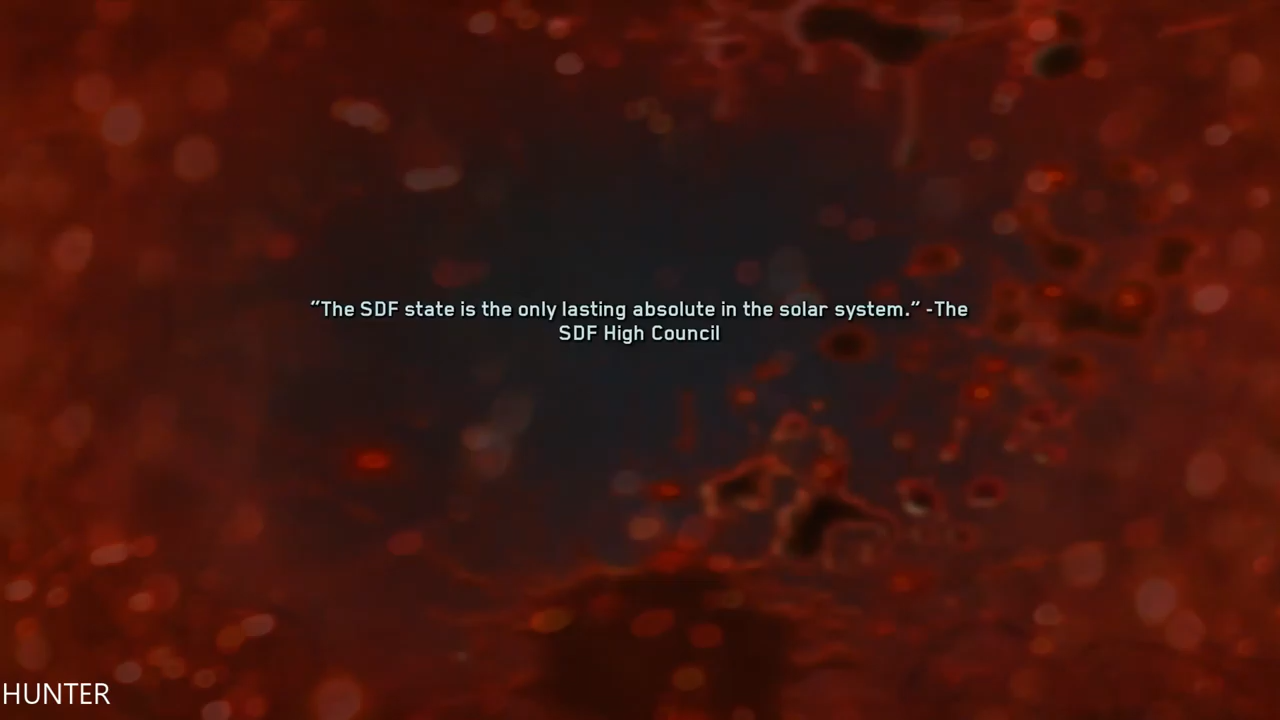 “The SDF state is the only lasting absolute in the solar system.” -The
SDF High Council
HUNTER